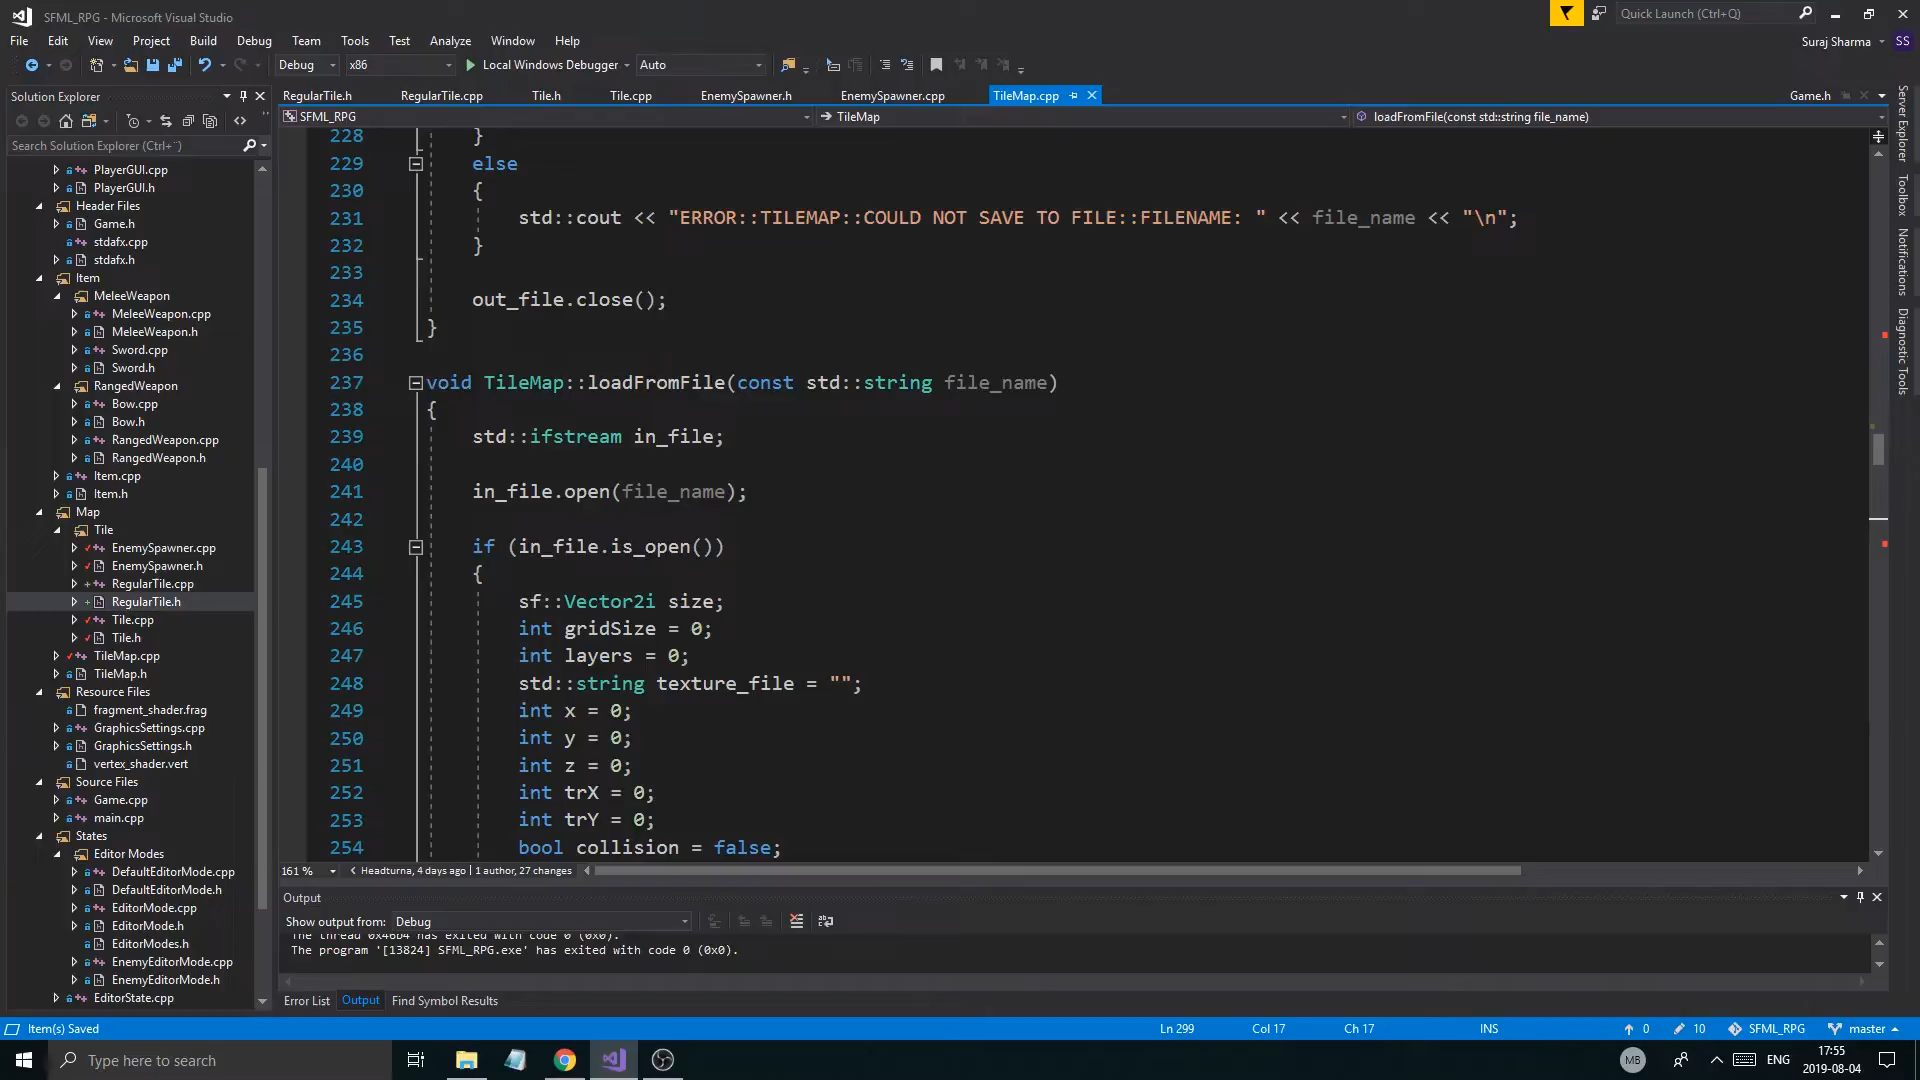 SFML_RPG - Microsoft Visual Studio
Quick Launch (Ctrl+Q)
File Edit View Project Build Debug Team Tools Test Analyze Window Help
Suraj Sharma SS
Debug x86 Local Windows Debugger Auto
Solution Explorer
RegularTile.h RegularTile.cpp Tile.h Tile.cpp EnemySpawner.h EnemySpawner.cpp TileMap.cpp Game.h
SFML_RPG TileMap loadFromFile(const std::string file_name)
Search Solution Explorer (Ctrl+¨)
PlayerGUI.cpp
PlayerGUI.h
Header Files
Game.h
stdafx.cpp
stdafx.h
Item
MeleeWeapon
MeleeWeapon.cpp
MeleeWeapon.h
Sword.cpp
Sword.h
RangedWeapon
Bow.cpp
Bow.h
RangedWeapon.cpp
RangedWeapon.h
Item.cpp
Item.h
Map
Tile
EnemySpawner.cpp
EnemySpawner.h
RegularTile.cpp
RegularTile.h
Tile.cpp
Tile.h
TileMap.cpp
TileMap.h
Resource Files
fragment_shader.frag
GraphicsSettings.cpp
GraphicsSettings.h
vertex_shader.vert
Source Files
Game.cpp
main.cpp
States
Editor Modes
DefaultEditorMode.cpp
DefaultEditorMode.h
EditorMode.cpp
EditorMode.h
EditorModes.h
EnemyEditorMode.cpp
EnemyEditorMode.h
EditorState.cpp
228 }
229 else
230 {
231 std::cout << "ERROR::TILEMAP::COULD NOT SAVE TO FILE::FILENAME: " << file_name << "\n";
232 }
233
234 out_file.close();
235 }
236
237 void TileMap::loadFromFile(const std::string file_name)
238 {
239 std::ifstream in_file;
240
241 in_file.open(file_name);
242
243 if (in_file.is_open())
244 {
245 sf::Vector2i size;
246 int gridSize = 0;
247 int layers = 0;
248 std::string texture_file = "";
249 int x = 0;
250 int y = 0;
251 int z = 0;
252 int trX = 0;
253 int trY = 0;
254 bool collision = false;
Server Explorer
Toolbox
Notifications
Diagnostic Tools
161 % Headturna, 4 days ago | 1 author, 27 changes
Output
Show output from: Debug
The thread 0x46b4 has exited with code 0 (0x0).
The program '[13824] SFML_RPG.exe' has exited with code 0 (0x0).
Error List Output Find Symbol Results
Item(s) Saved Ln 299 Col 17 Ch 17 INS 0 10 SFML_RPG master
Type here to search
MB ENG 17:55
2019-08-04